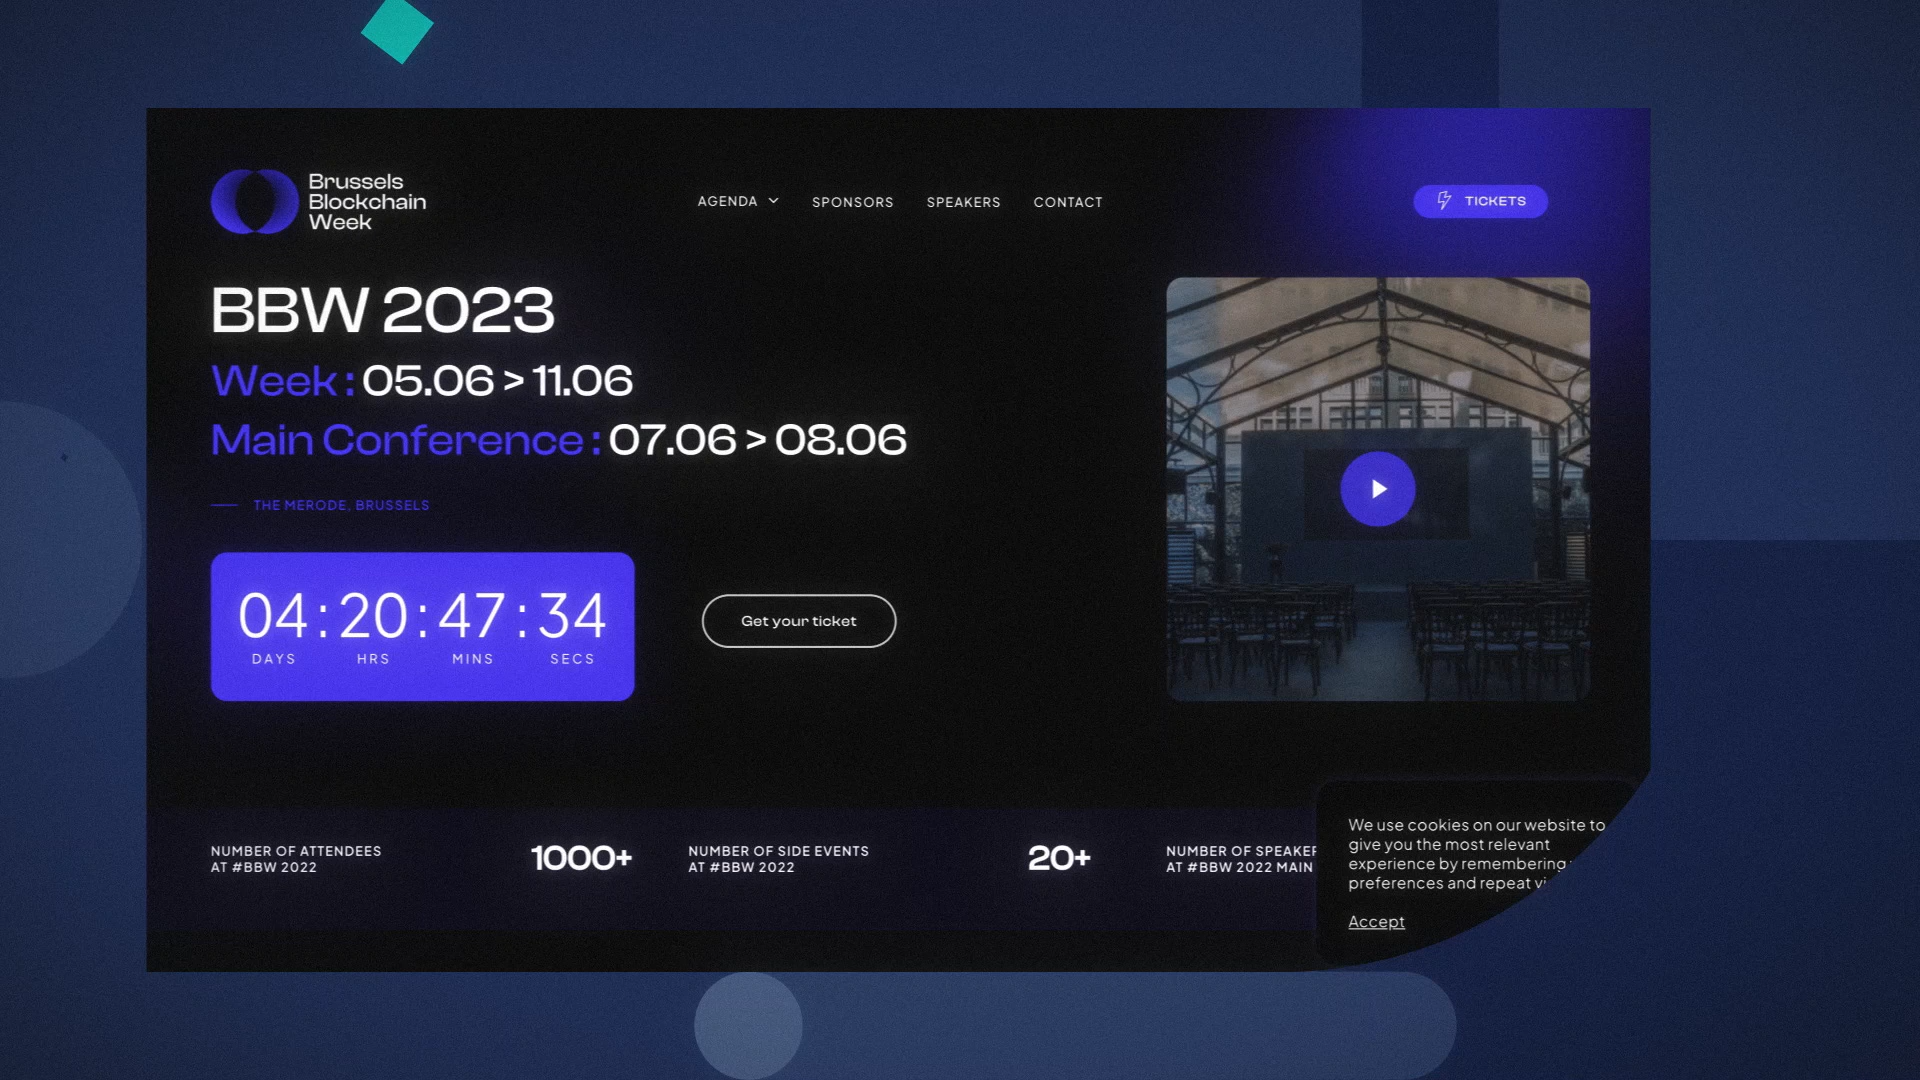 Brussels
Blockchain
Week
AGENDA
SPONSORS
SPEAKERS
CONTACT
TICKETS
BBW 2023
Week : 05.06 > 11.06
Main Conference : 07.06 > 08.06
THE MERODE, BRUSSELS
04 : 20 : 47 : 34
DAYS HRS MINS SECS
Get your ticket
NUMBER OF ATTENDEES
AT #BBW 2022
1000+
NUMBER OF SIDE EVENTS
AT #BBW 2022
20+
NUMBER OF
AT #BBW 2022 MAIN
We use cookies on our website to
give you the most relevant
experience by remembering
preferences and repeat
Accept